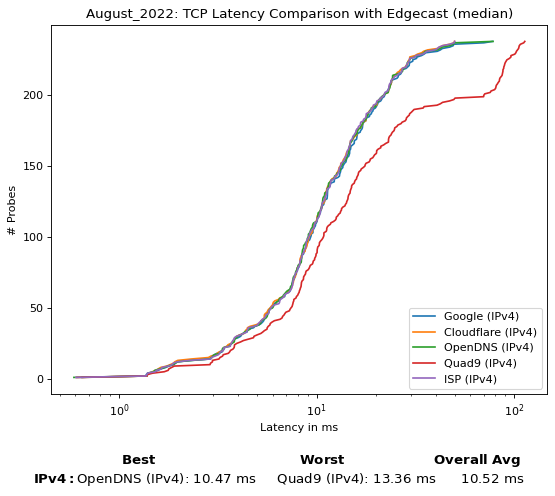 August_2022: TCP Latency Comparison with Edgecast (median)
# Probes
200
150
100
50
0
Google (IPv4)
Cloudflare (IPv4)
OpenDNS (IPv4)
Quad9 (IPv4)
ISP (IPv4)
10⁰ 10¹ 10²
Latency in ms
Best Worst Overall Avg
IPv4: OpenDNS (IPv4): 10.47 ms Quad9 (IPv4): 13.36 ms 10.52 ms